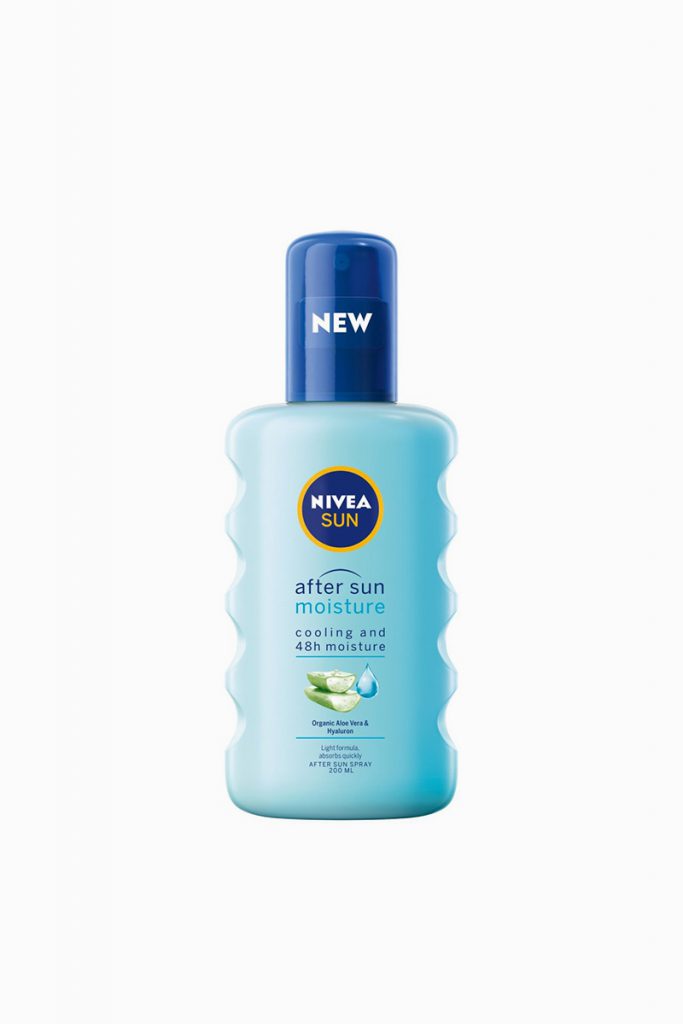 NEW
NIVEA
SUN
after sun
moisture
cooling and
48h moisture
Organic Aloe Vera &
Hyaluron
Light formula,
absorbs quickly
AFTER SUN SPRAY
200 ML